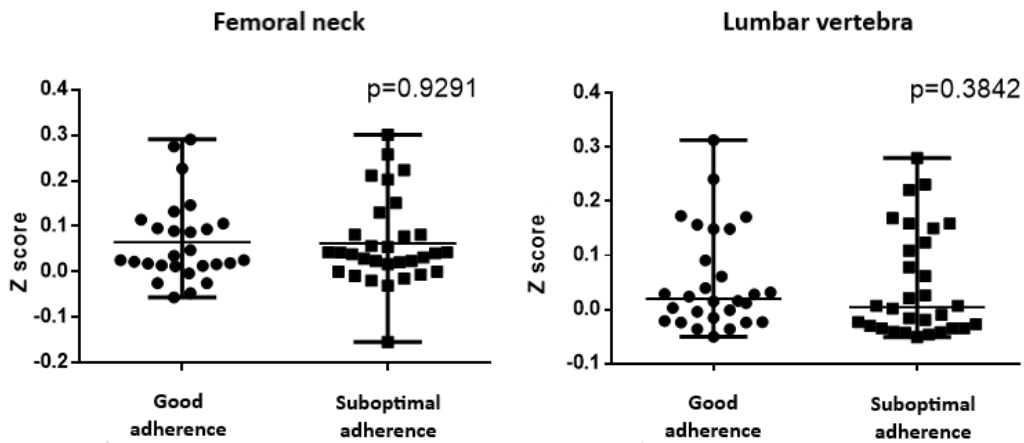 Femoral neck
p=0.9291
Z score
0.4
0.3
0.2
0.1
0.0
-0.1
-0.2
Good
adherence
Suboptimal
adherence
Lumbar vertebra
p=0.3842
Z score
0.4
0.3
0.2
0.1
0.0
-0.1
Good
adherence
Suboptimal
adherence